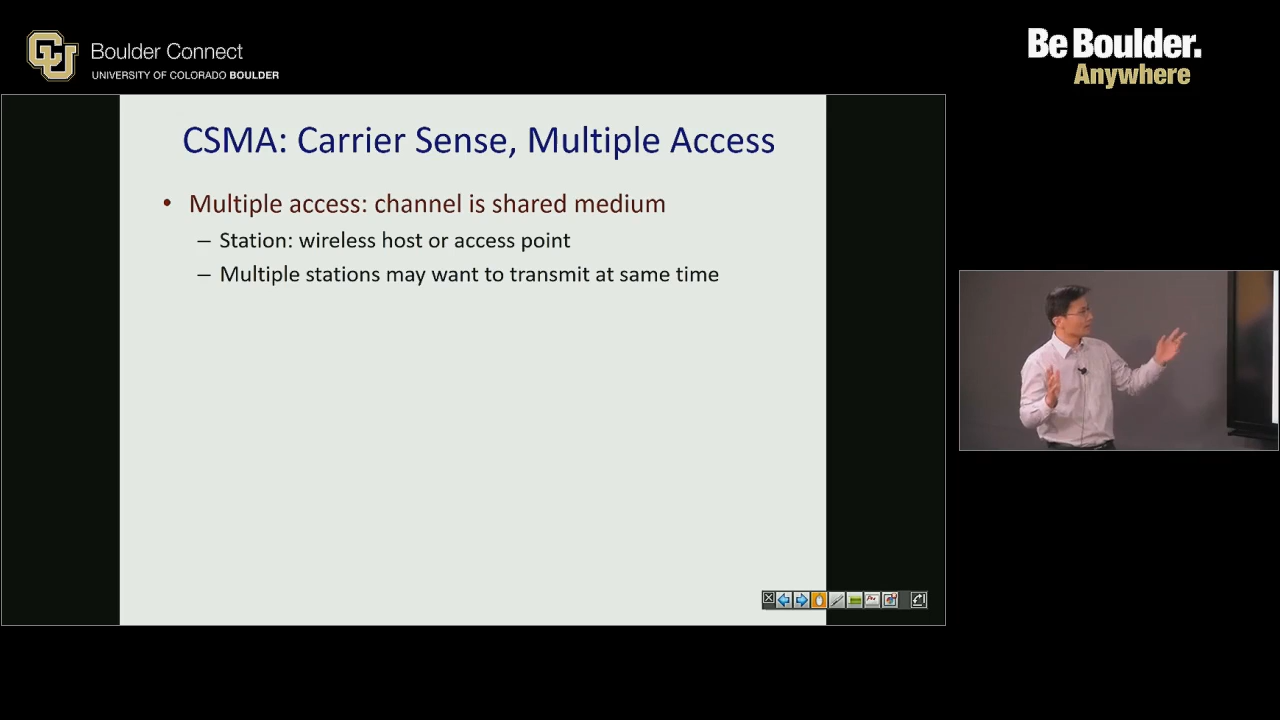 Boulder Connect
UNIVERSITY OF COLORADO BOULDER
Be Boulder.
Anywhere
CSMA: Carrier Sense, Multiple Access
• Multiple access: channel is shared medium
– Station: wireless host or access point
– Multiple stations may want to transmit at same time